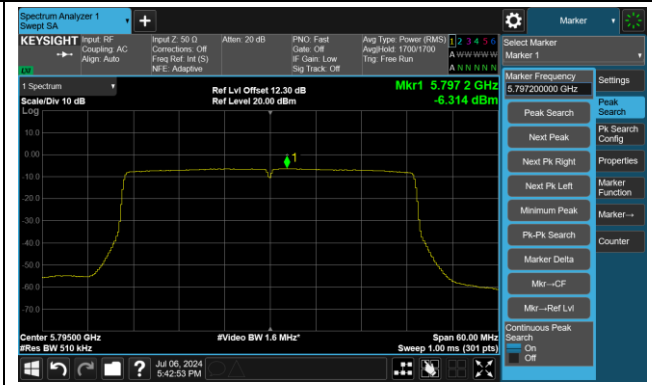 Spectrum Analyzer 1
Swept SA
+
Marker
KEYSIGHT
Input: RF
Coupling: AC
Align: Auto
Input Z: 50 Ω
Corrections: Off
Freq Ref: Int (S)
NFE: Adaptive
Atten: 20 dB
PNO: Fast
Gate: Off
IF Gain: Low
Sig Track: Off
Avg Type: Power (RMS)
Avg|Hold: 1700/1700
Trig: Free Run
1 2 3 4 5 6
A W W W W W
A N N N N N
LXI
Select Marker
Marker 1
1 Spectrum
Scale/Div 10 dB
Ref Lvl Offset 12.30 dB
Ref Level 20.00 dBm
Mkr1 5.797 2 GHz
-6.314 dBm
Log
10.0
0.00
-10.0
-20.0
-30.0
-40.0
-50.0
-60.0
-70.0
1
Center 5.79500 GHz
#Res BW 510 kHz
#Video BW 1.6 MHz*
Span 60.00 MHz
Sweep 1.00 ms (301 pts)
Marker Frequency
5.797200000 GHz
Peak Search
Next Peak
Next Pk Right
Next Pk Left
Minimum Peak
Pk-Pk Search
Marker Delta
Mkr→CF
Mkr→Ref Lvl
Continuous Peak
Search
On
Off
Settings
Peak
Search
Pk Search
Config
Properties
Marker
Function
Marker→
Counter
?
Jul 06, 2024
5:42:53 PM